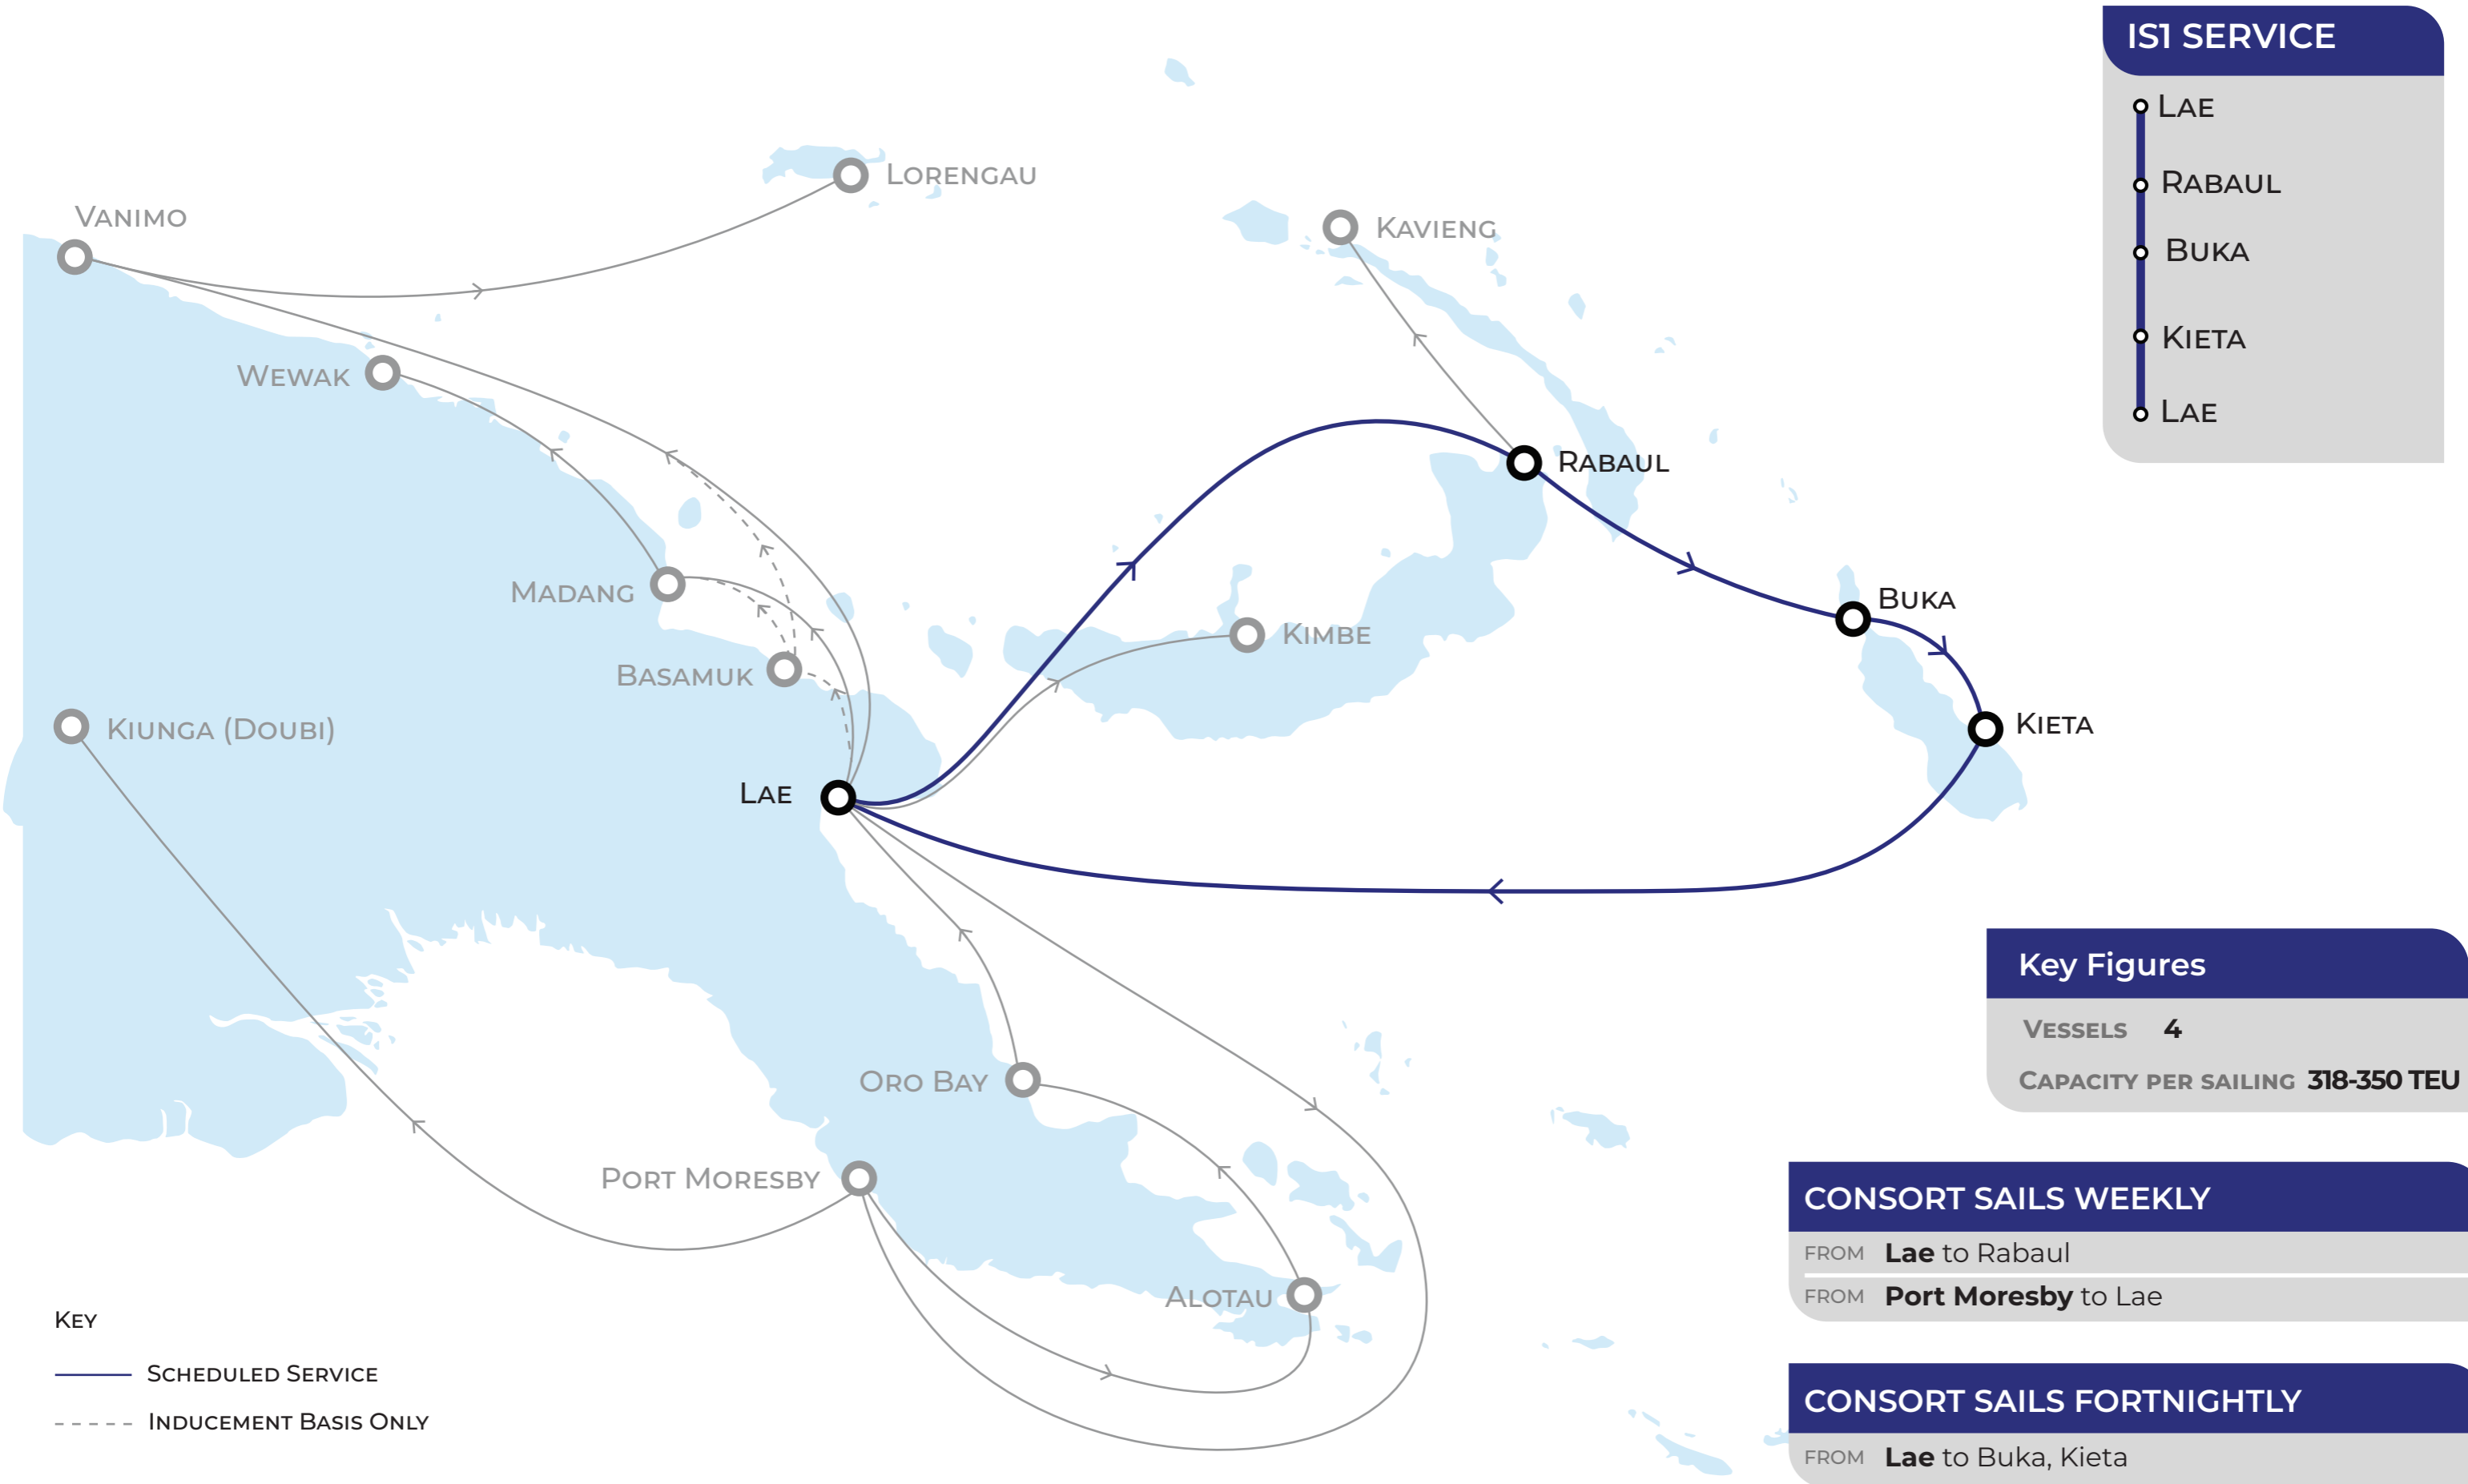 IS1 SERVICE
LAE
RABAUL
BUKA
KIETA
LAE
LORENGAU
VANIMO
KAVIENG
WEWAK
RABAUL
MADANG
BUKA
KIMBE
BASAMUK
KIUNGA (DOUBI)
KIETA
LAE
Key Figures
VESSELS 4
CAPACITY PER SAILING 318-350 TEU
ORO BAY
PORT MORESBY
ALOTAU
CONSORT SAILS WEEKLY
FROM Lae to Rabaul
FROM Port Moresby to Lae
KEY
SCHEDULED SERVICE
INDUCEMENT BASIS ONLY
CONSORT SAILS FORTNIGHTLY
FROM Lae to Buka, Kieta